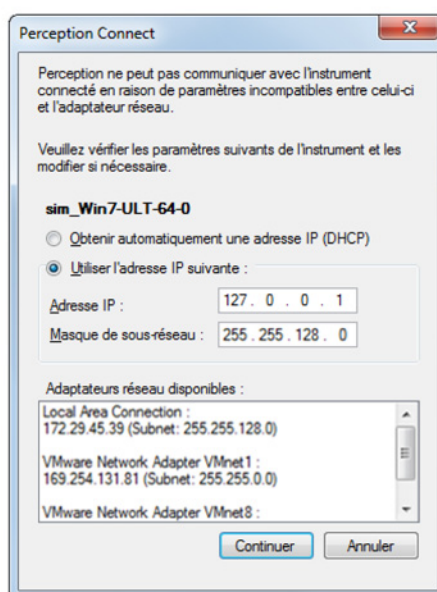 Perception Connect
Perception ne peut pas communiquer avec l'instrument
connecté en raison de paramètres incompatibles entre celui-ci
et l'adaptateur réseau.
Veuillez vérifier les paramètres suivants de l'instrument et les
modifier si nécessaire.
sim_Win7-ULT-64-0
Obtenir automatiquement une adresse IP (DHCP)
Utiliser l'adresse IP suivante :
Adresse IP : 127 . 0 . 0 . 1
Masque de sous-réseau : 255 . 255 . 128 . 0
Adaptateurs réseau disponibles :
Local Area Connection :
172.29.45.39 (Subnet: 255.255.128.0)
VMware Network Adapter VMnet1 :
169.254.131.81 (Subnet: 255.255.0.0)
VMware Network Adapter VMnet8 :
Continuer Annuler